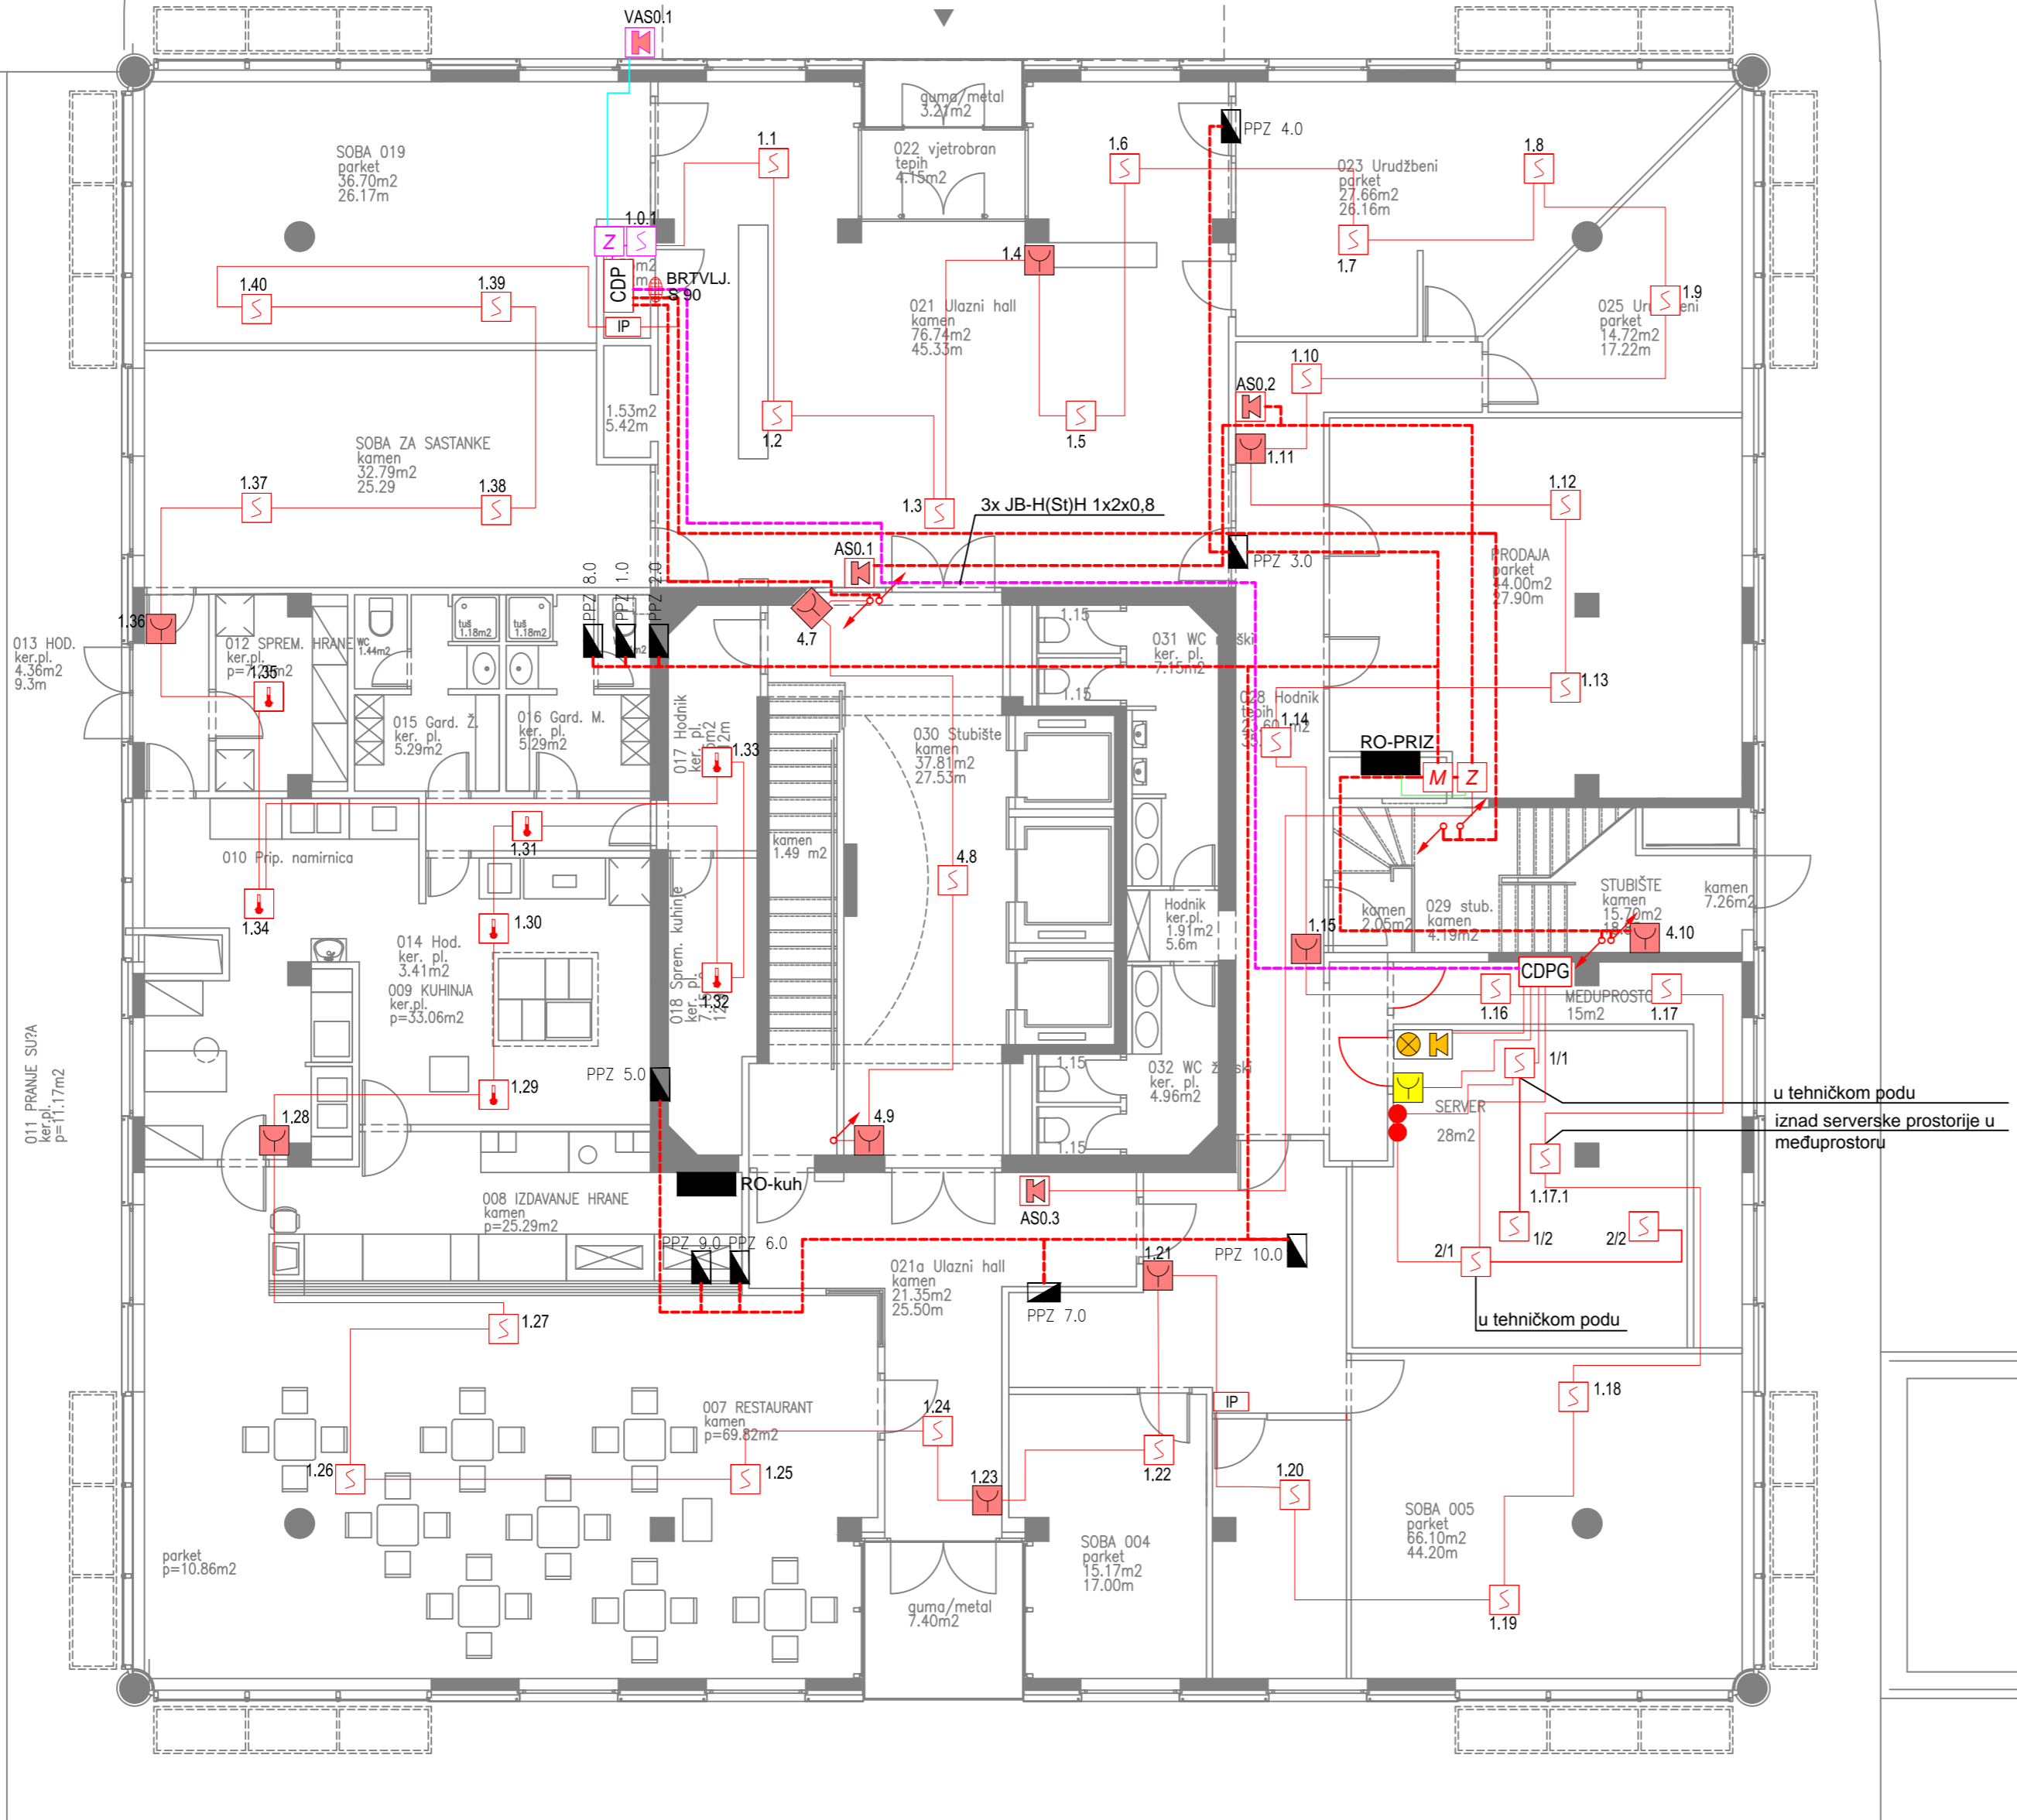 VAS0.1
guma/metal
3.21m2
022 vjetrobran
tepih
4.15m2
SOBA 019
parket
36.70m2
26.17m
1.1
1.6
PPZ 4.0
023 Urudžbeni
parket
27.66m2
26.16m
1.8
1.0.1
Z
CDP
BRTVLJ.
S 90
IP
1.4
1.7
1.40
1.39
021 Ulazni hall
kamen
76.74m2
45.33m
1.9
parket
14.72m2
17.22m
1.10
AS0.2
1.11
1.53m2
5.42m
1.2
1.5
SOBA ZA SASTANKE
kamen
32.79m2
25.29
1.37
1.38
1.3
3x JB-H(St)H 1x2x0,8
1.12
AS0.1
PPZ 3.0
PRODAJA
parket
44.00m2
27.90m
PPZ 8.0
PPZ 1.0
PPZ 2.0
1.36
4.7
013 HOD.
ker.pl.
4.36m2
9.3m
012 SPREM. HRANE
ker.pl.
1.35
WC
1.44m2
tuš
1.18m2
tuš
1.18m2
1.15
1.15
031 WC
ker. pl.
7.15m2
1.13
015 Gard. Ž.
ker. pl.
5.29m2
016 Gard. M.
ker. pl.
5.29m2
017 Hodnik
ker. pl.
1.33
030 Stubište
kamen
37.81m2
27.53m
028 Hodnik
tepih
1.14
RO-PRIZ
M
Z
1.31
010 Prip. namirnica
kamen
1.49 m2
4.8
1.34
1.30
014 Hod.
ker. pl.
3.41m2
009 KUHINJA
ker.pl.
p=33.06m2
018 Sprem. kuhinje
ker. pl.
1.32
Hodnik
ker.pl.
1.91m2
5.6m
1.15
kamen
2.05m2
029 stub.
kamen
4.19m2
STUBIŠTE
kamen
15.70m2
kamen
7.26m2
4.10
CDPG
MEĐUPROSTOR
15m2
1.16
1.17
011 PRANJE SU?A
ker.pl.
p=11.17m2
1.29
PPZ 5.0
1.28
4.9
1.15
1.15
032 WC
ker. pl.
4.96m2
1/1
SERVER
28m2
u tehničkom podu
iznad serverske prostorije u
međuprostoru
1.17.1
RO-kuh
008 IZDAVANJE HRANE
kamen
p=25.29m2
AS0.3
1/2
2/2
2/1
PPZ 9.0
PPZ 6.0
021a Ulazni hall
kamen
21.35m2
25.50m
1.21
PPZ 10.0
PPZ 7.0
u tehničkom podu
1.27
1.18
007 RESTAURANT
kamen
p=69.82m2
1.24
IP
1.26
1.25
1.23
1.22
1.20
SOBA 005
parket
66.10m2
44.20m
SOBA 004
parket
15.17m2
17.00m
parket
p=10.86m2
guma/metal
7.40m2
1.19